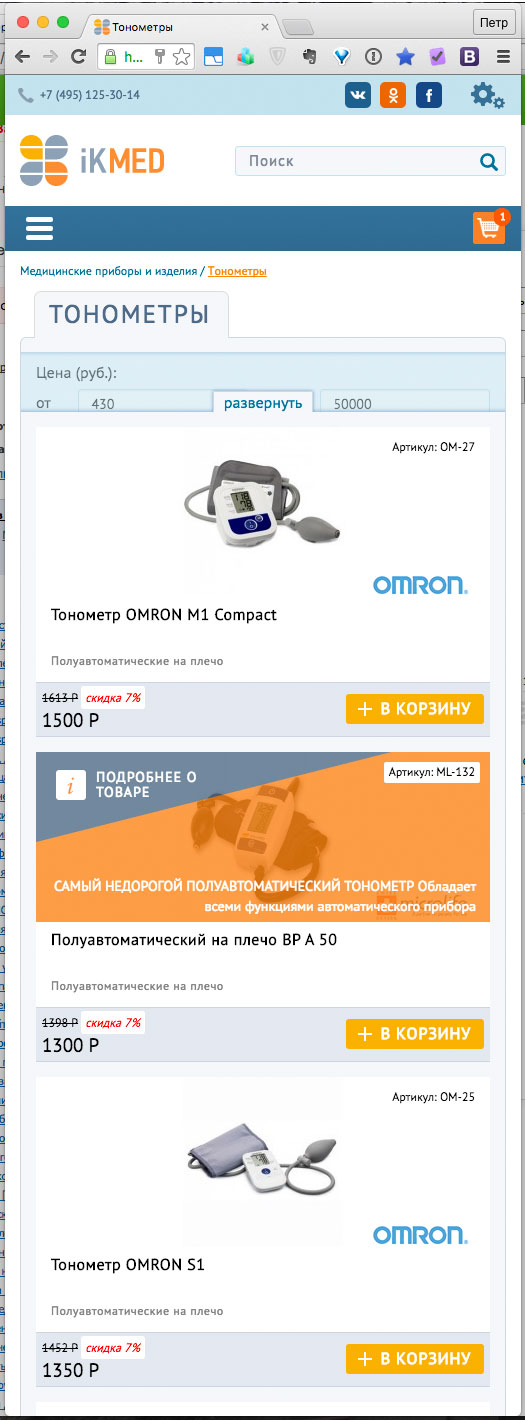 Тонометры
Петр
h...
+7 (495) 125-30-14
f
iKMED
Поиск
1
Медицинские приборы и изделия / Тонометры
ТОНОМЕТРЫ
Цена (руб.):
от 430 развернуть 50000
Артикул: OM-27
OMRON
Тонометр OMRON M1 Compact
Полуавтоматические на плечо
1613 Р скидка 7%
1500 Р
+ В КОРЗИНУ
i ПОДРОБНЕЕ О
ТОВАРЕ
Артикул: ML-132
САМЫЙ НЕДОРОГОЙ ПОЛУАВТОМАТИЧЕСКИЙ ТОНОМЕТР Обладает
всеми функциями автоматического прибора
microlife
Полуавтоматический на плечо BP A 50
Полуавтоматические на плечо
1398 Р скидка 7%
1300 Р
+ В КОРЗИНУ
Артикул: OM-25
OMRON
Тонометр OMRON S1
Полуавтоматические на плечо
1452 Р скидка 7%
1350 Р
+ В КОРЗИНУ